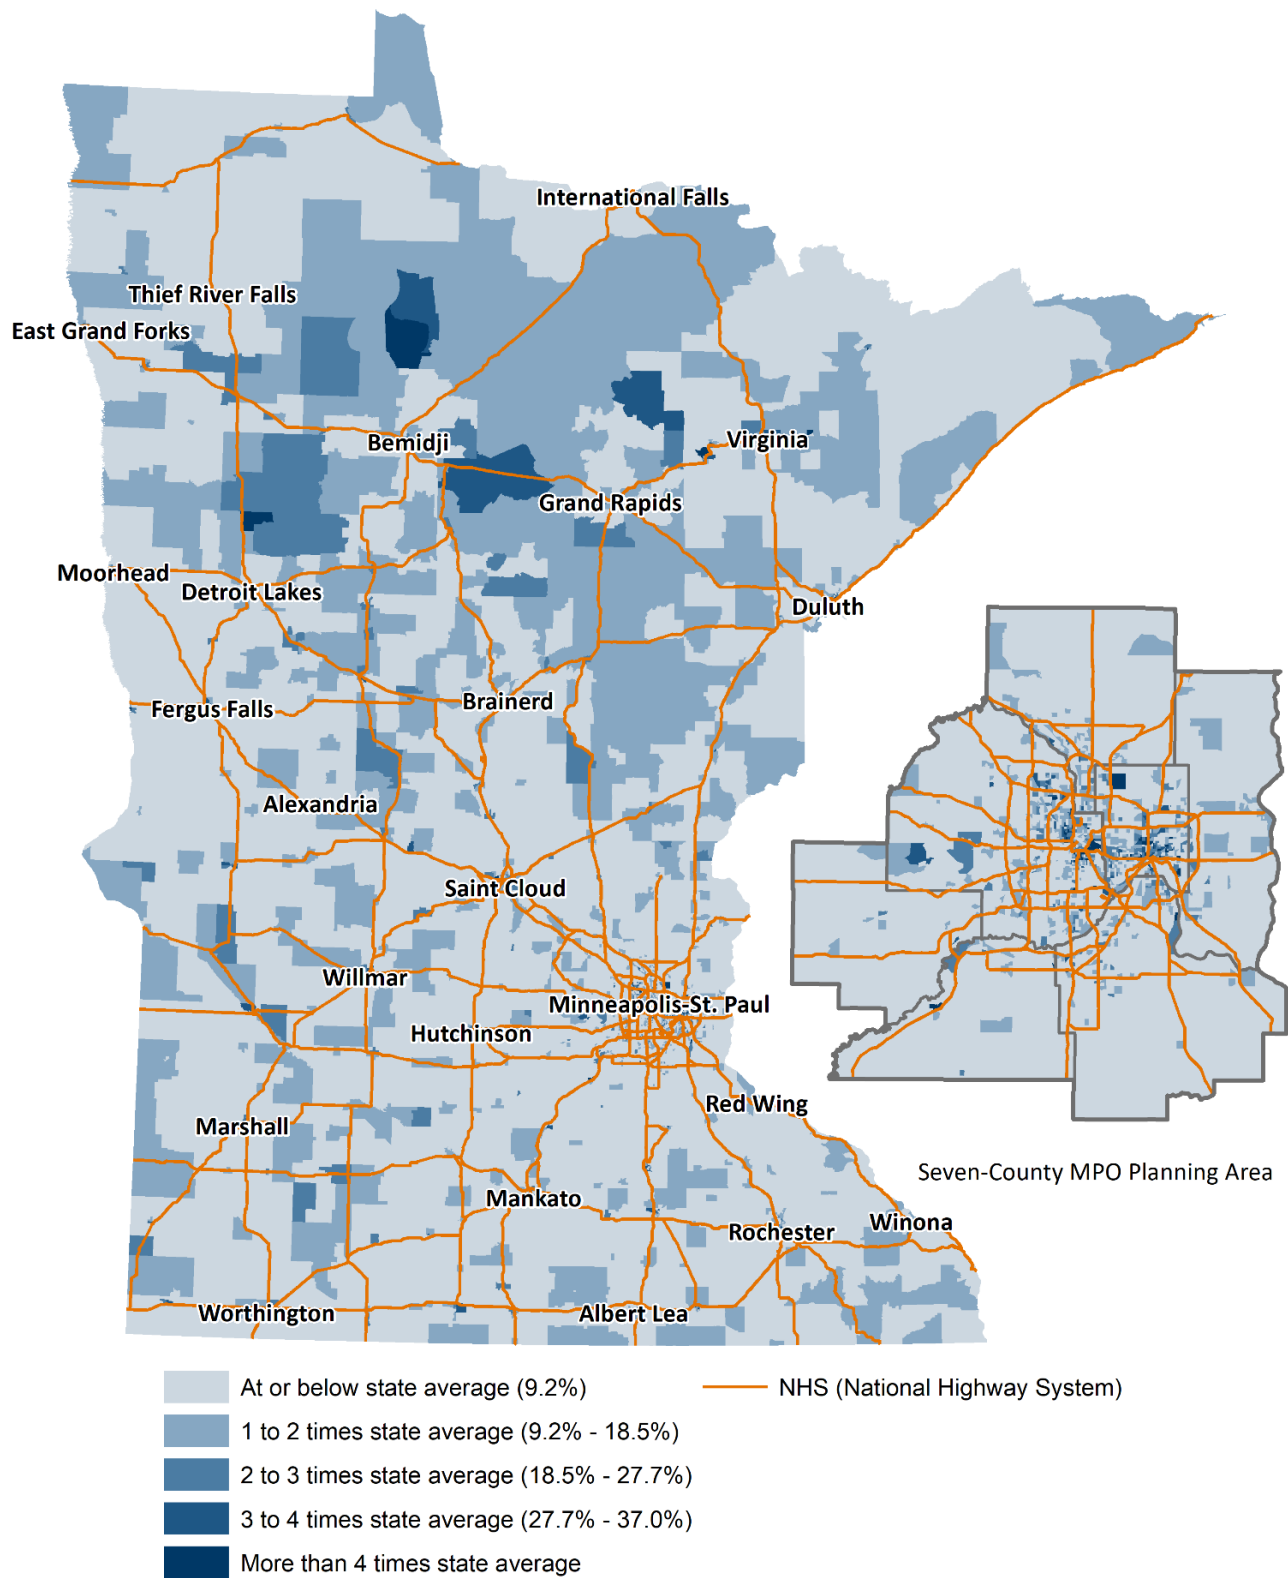 International Falls
Thief River Falls
East Grand Forks
Bemidji
Virginia
Grand Rapids
Moorhead
Detroit Lakes
Duluth
Fergus Falls
Brainerd
Alexandria
Saint Cloud
Willmar
Minneapolis-St. Paul
Hutchinson
Red Wing
Marshall
Seven-County MPO Planning Area
Mankato
Rochester
Winona
Worthington
Albert Lea
At or below state average (9.2%)
NHS (National Highway System)
1 to 2 times state average (9.2% - 18.5%)
2 to 3 times state average (18.5% - 27.7%)
3 to 4 times state average (27.7% - 37.0%)
More than 4 times state average